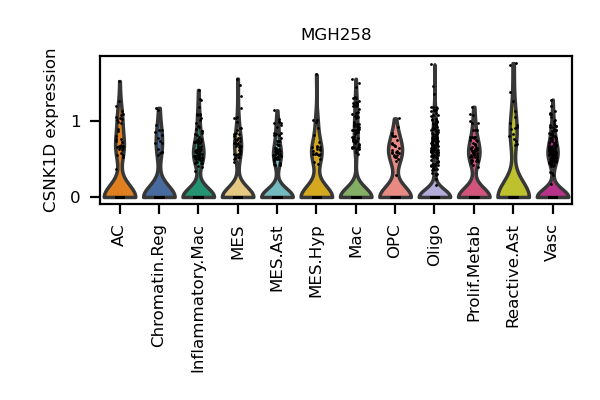 MGH258
CSNK1D expression
1
0
AC
Chromatin.Reg
Inflammatory.Mac
MES
MES.Ast
MES.Hyp
Mac
OPC
Oligo
Prolif.Metab
Reactive.Ast
Vasc